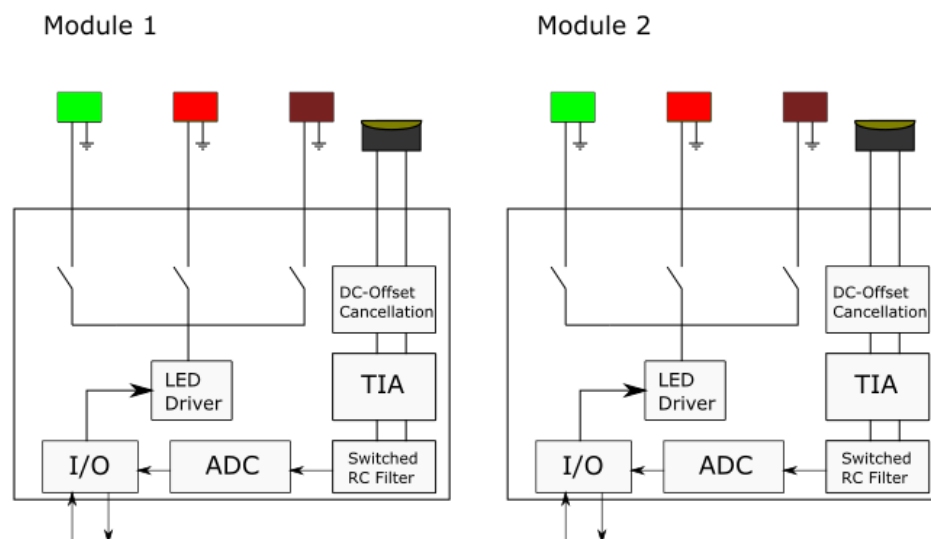 Module 1
Module 2
DC-Offset
Cancellation
LED
Driver
TIA
I/O
ADC
Switched
RC Filter
DC-Offset
Cancellation
LED
Driver
TIA
I/O
ADC
Switched
RC Filter